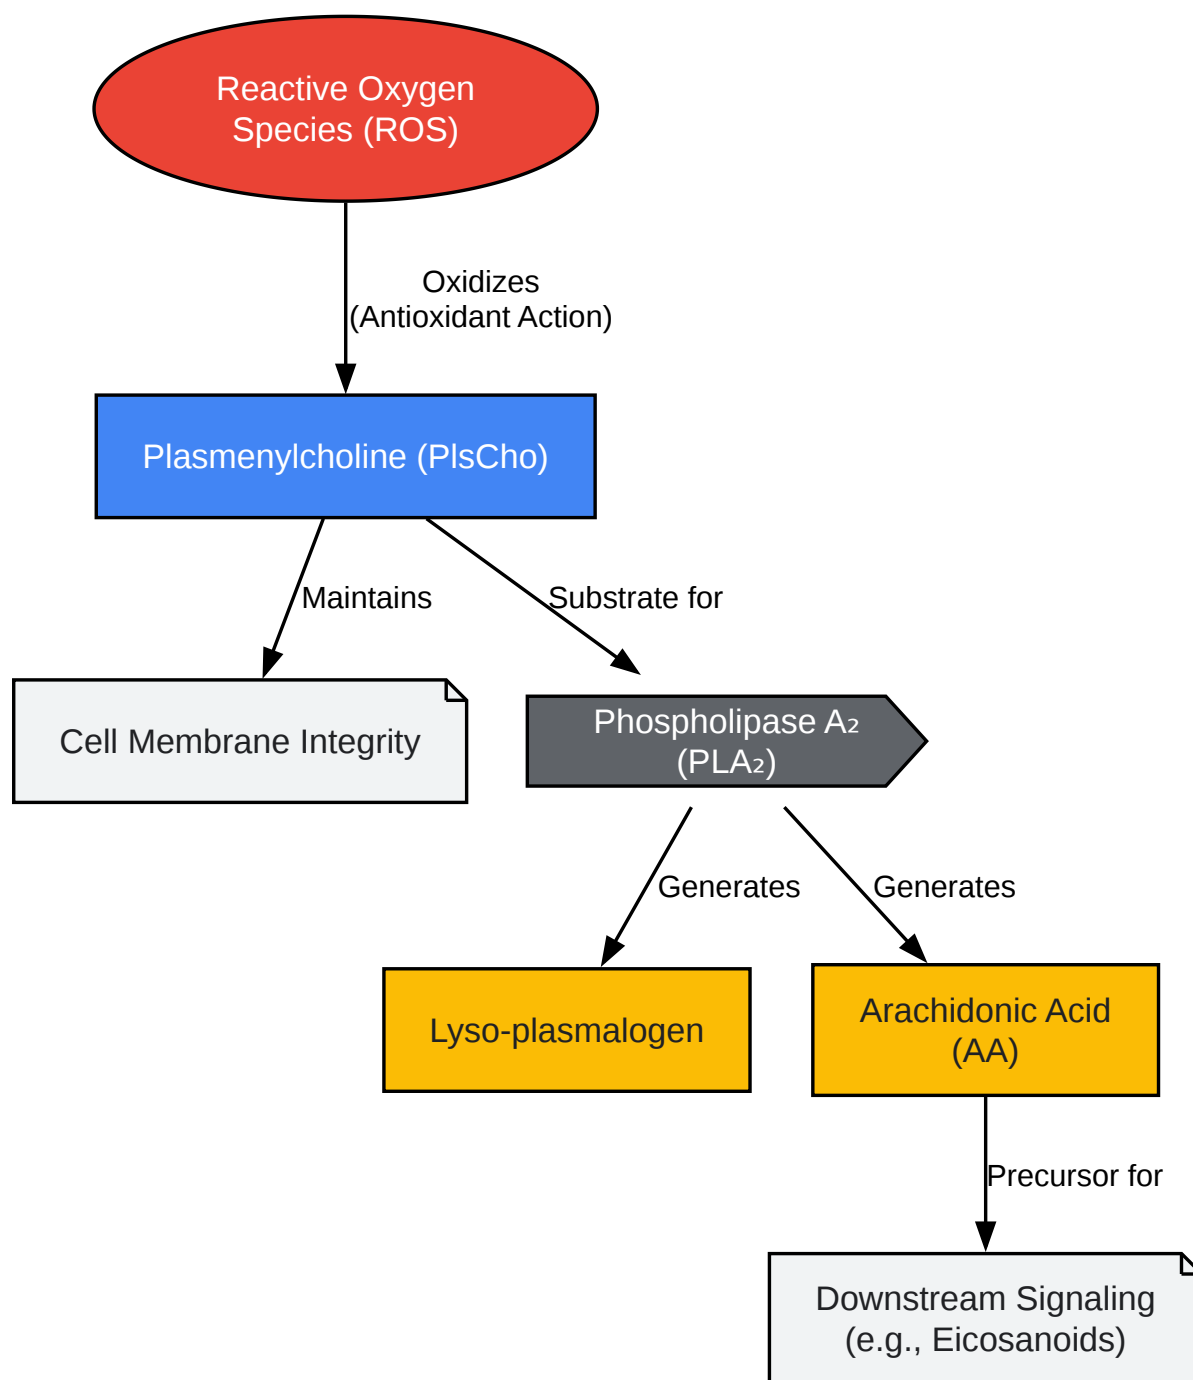 Reactive Oxygen
Species (ROS)
Oxidizes
(Antioxidant Action)
Plasmenylcholine (PlsCho)
Maintains
Substrate for
Cell Membrane Integrity
Phospholipase A₂
(PLA₂)
Generates
Generates
Lyso-plasmalogen
Arachidonic Acid
(AA)
Precursor for
Downstream Signaling
(e.g., Eicosanoids)